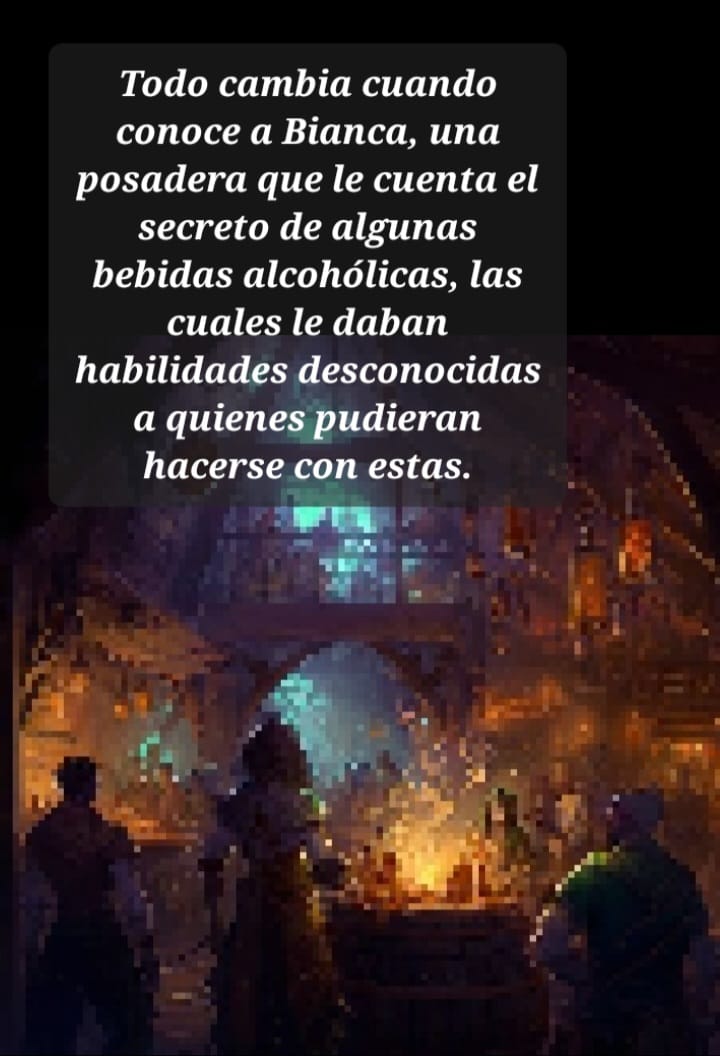 Todo cambia cuando
conoce a Bianca, una
posadera que le cuenta el
secreto de algunas
bebidas alcohólicas, las
cuales le daban
habilidades desconocidas
a quienes pudieran
hacerse con estas.